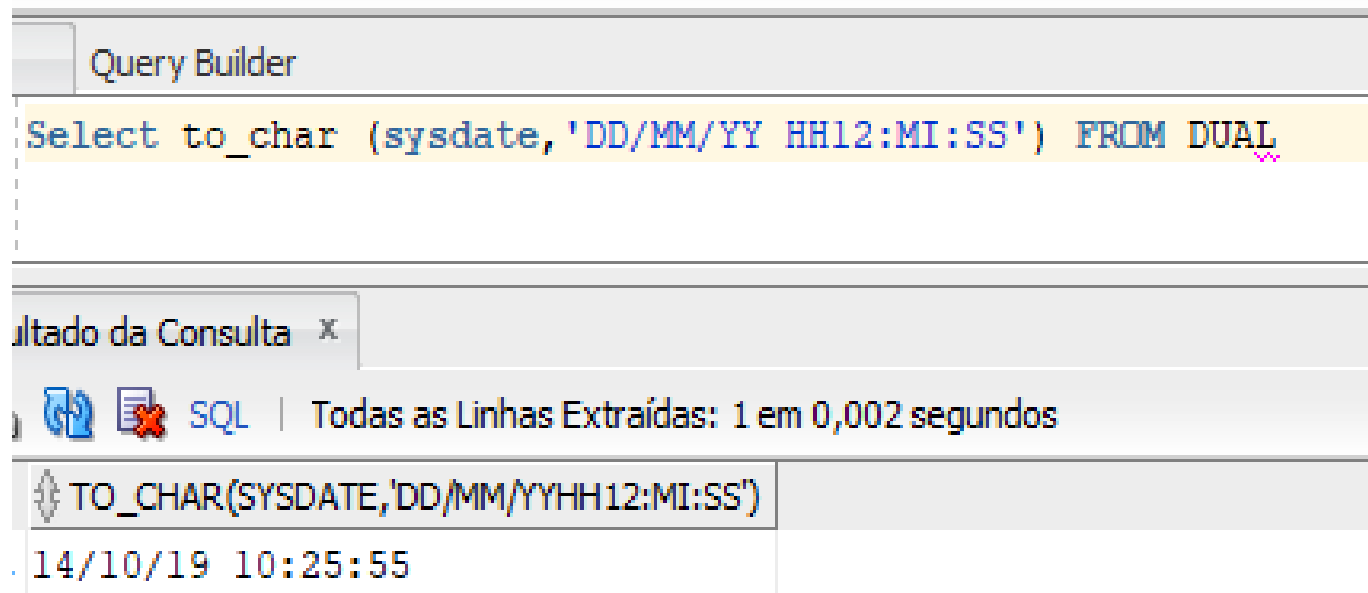 Query Builder
Select to_char (sysdate,'DD/MM/YY HH12:MI:SS') FROM DUAL
ultado da Consulta x
SQL | Todas as Linhas Extraídas: 1 em 0,002 segundos
TO_CHAR(SYSDATE,'DD/MM/YYHH12:MI:SS')
14/10/19 10:25:55